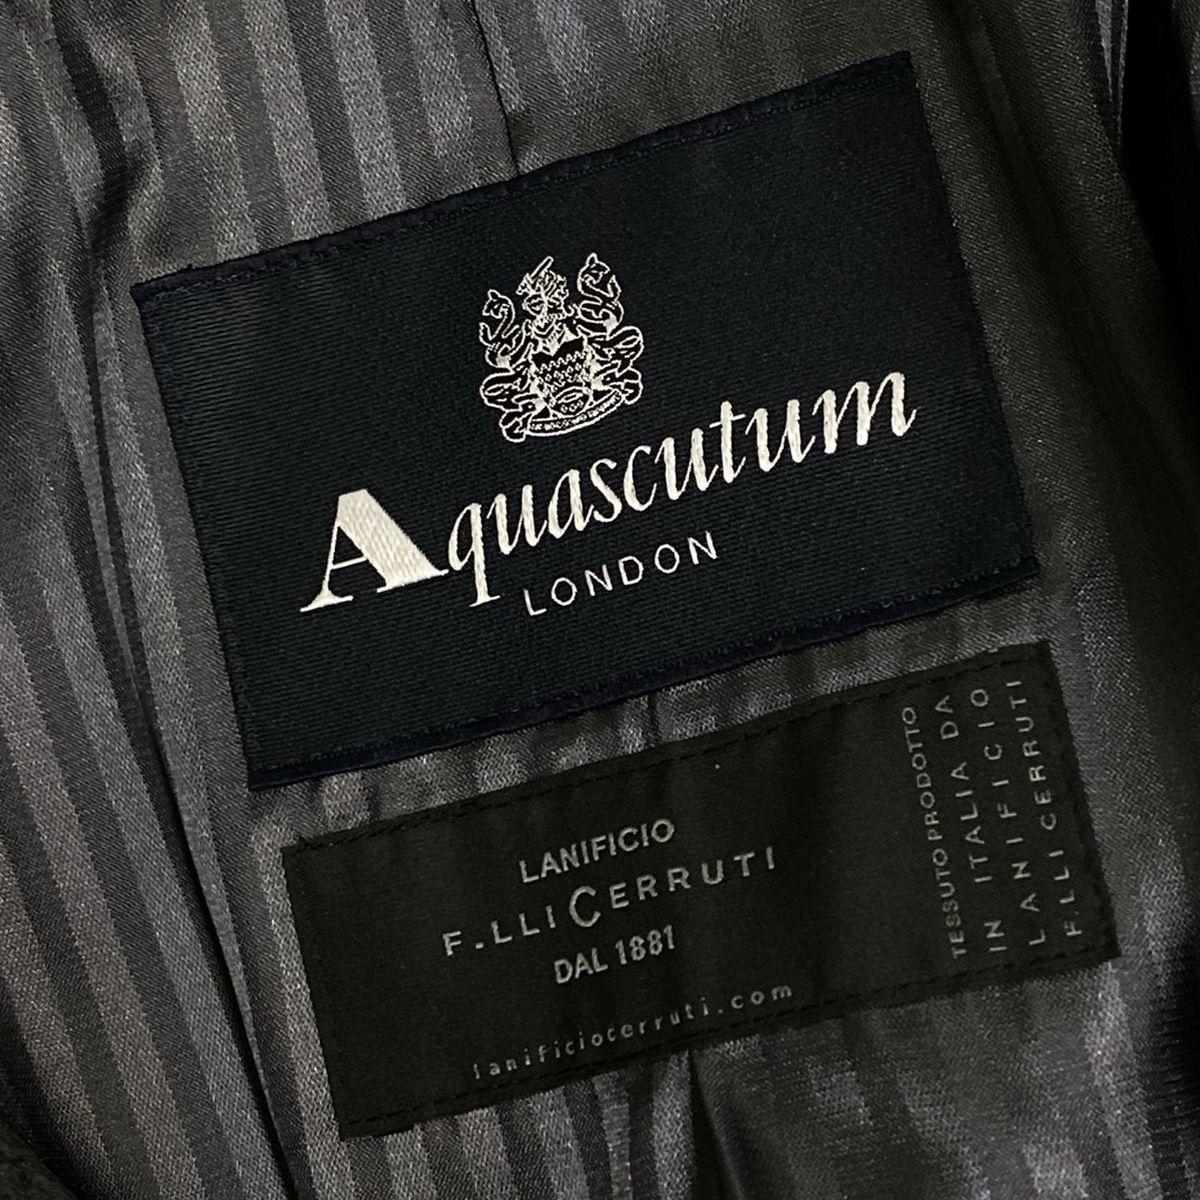 Aquascutum
LONDON
LANIFICIO
F.LLI CERRUTI
DAL 1881
lanificiocerruti.com
TESSUTO PRODOTTO
IN ITALIA DA
LANIFICIO
F.LLI CERRUTI